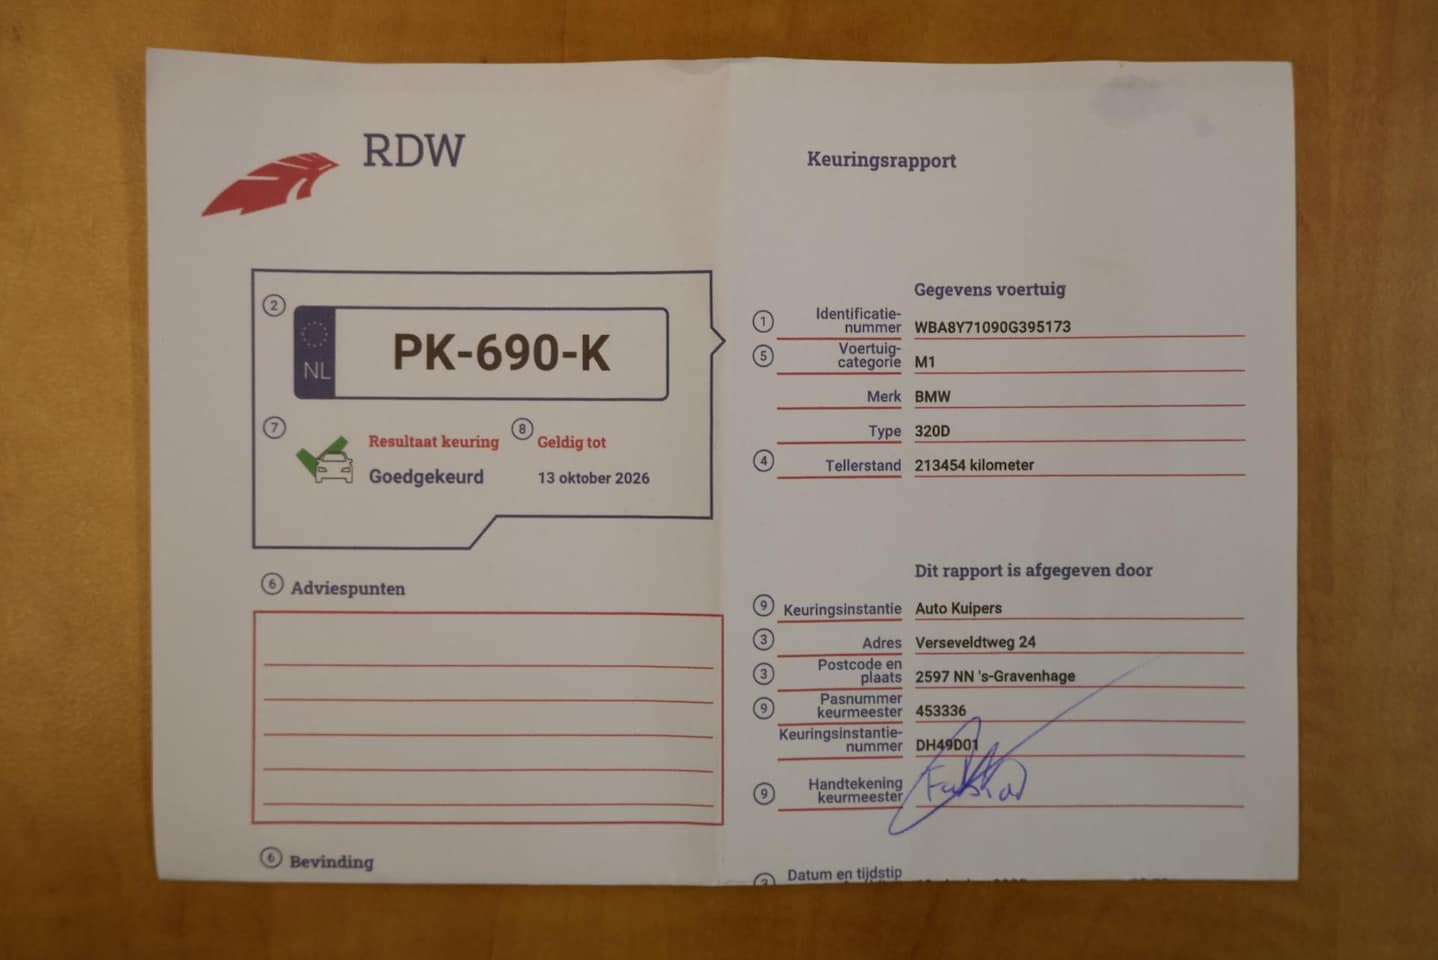 RDW
Keuringsrapport
2
NL
PK-690-K
7
Resultaat keuring
Goedgekeurd
8
Geldig tot
13 oktober 2026
6 Adviespunten
6 Bevinding
Gegevens voertuig
1 Identificatie-
nummer WBA8Y71090G395173
5 Voertuig-
categorie M1
Merk BMW
Type 320D
4 Tellerstand 213454 kilometer
Dit rapport is afgegeven door
9 Keuringsinstantie Auto Kuipers
3 Adres Verseveldtweg 24
3 Postcode en
plaats 2597 NN 's-Gravenhage
9 Pasnummer
keurmeester 453336
Keuringsinstantie-
nummer DH49D01
9 Handtekening
keurmeester
Datum en tijdstip